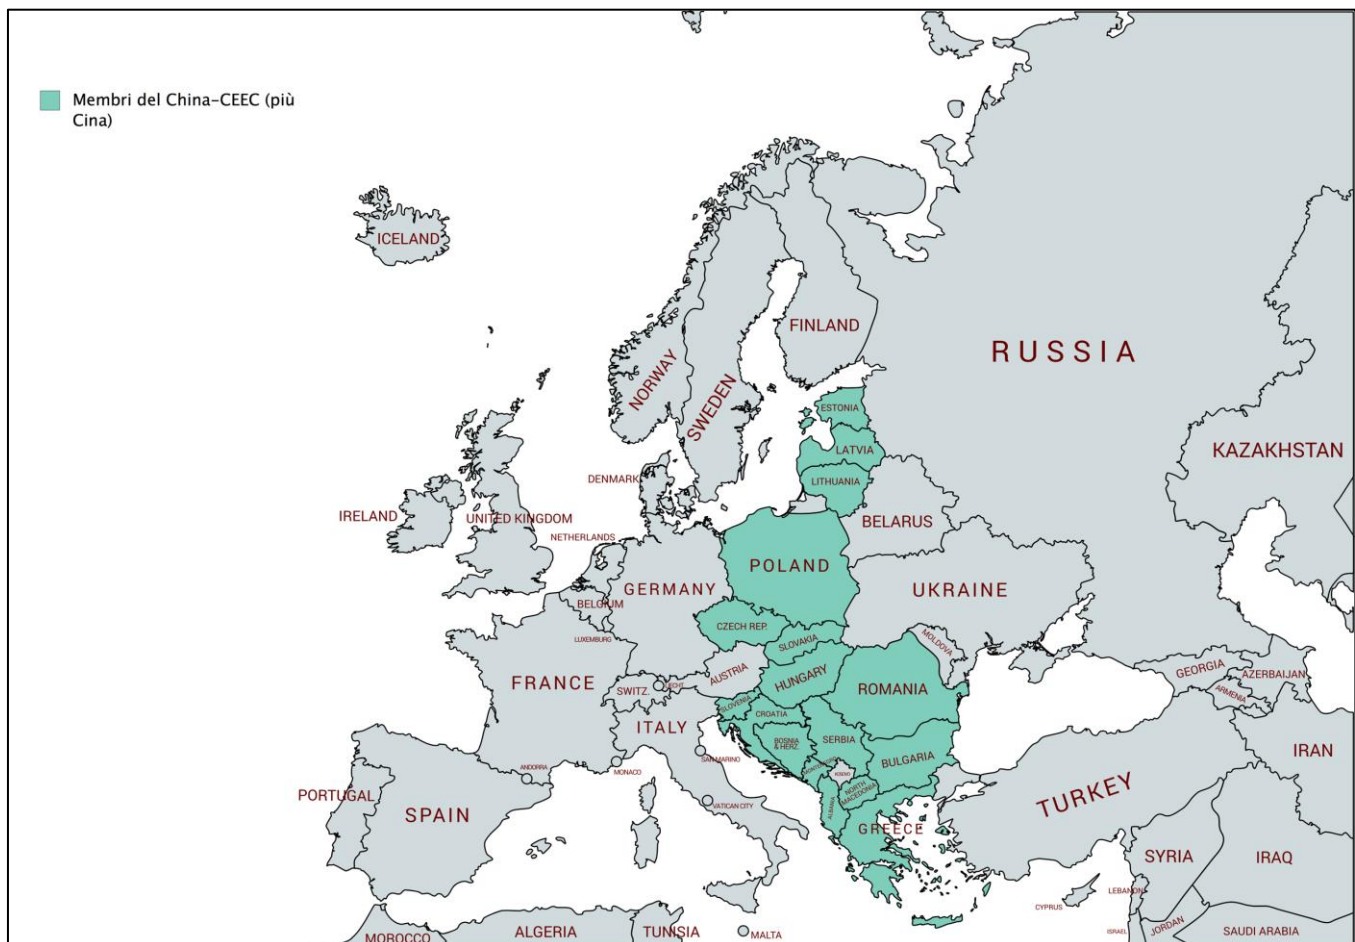 Membri del China-CEEC (più
Cina)
ICELAND
FINLAND
RUSSIA
NORWAY
SWEDEN
ESTONIA
KAZAKHSTAN
LATVIA
DENMARK
LITHUANIA
IRELAND
UNITED KINGDOM
BELARUS
NETHERLANDS
POLAND
GERMANY
UKRAINE
BELGIUM
CZECH REP.
LUXEMBURG
SLOVAKIA
MOLDOVA
AUSTRIA
HUNGARY
GEORGIA
AZERBAIJAN
FRANCE
SWITZ.
LIECHT.
ROMANIA
ARMENIA
SLOVENIA
CROATIA
ITALY
BOSNIA
& HERZ.
SERBIA
IRAN
SAN MARINO
BULGARIA
MONTENEGRO
KOSOVO
ANDORRA
MONACO
NORTH
MACEDONIA
PORTUGAL
TURKEY
SPAIN
VATICAN CITY
ALBANIA
GREECE
SYRIA
IRAQ
LEBANON
CYPRUS
JORDAN
MOROCCO
ALGERIA
TUNISIA
MALTA
ISRAEL
SAUDI ARABIA